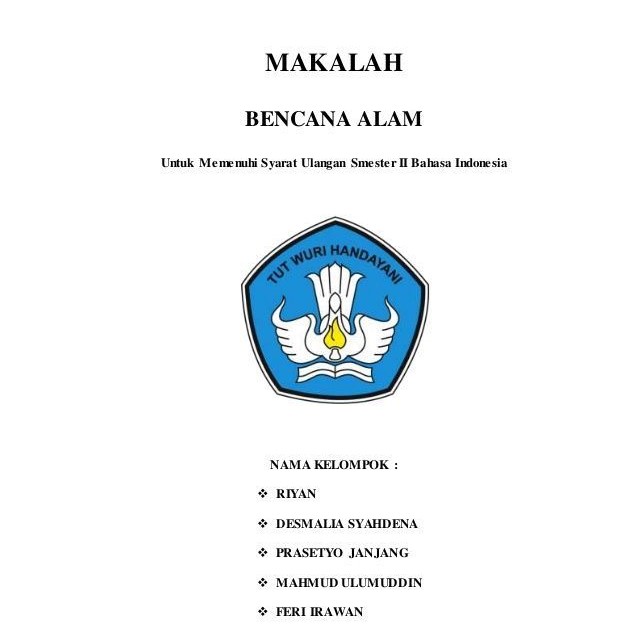 MAKALAH
BENCANA ALAM
Untuk Memenuhi Syarat Ulangan Smester II Bahasa Indonesia
TUT WURI HANDAYANI
NAMA KELOMPOK :
❖ RIYAN
❖ DESMALIA SYAHDENA
❖ PRASETYO JANJANG
❖ MAHMUD ULUMUDDIN
❖ FERI IRAWAN